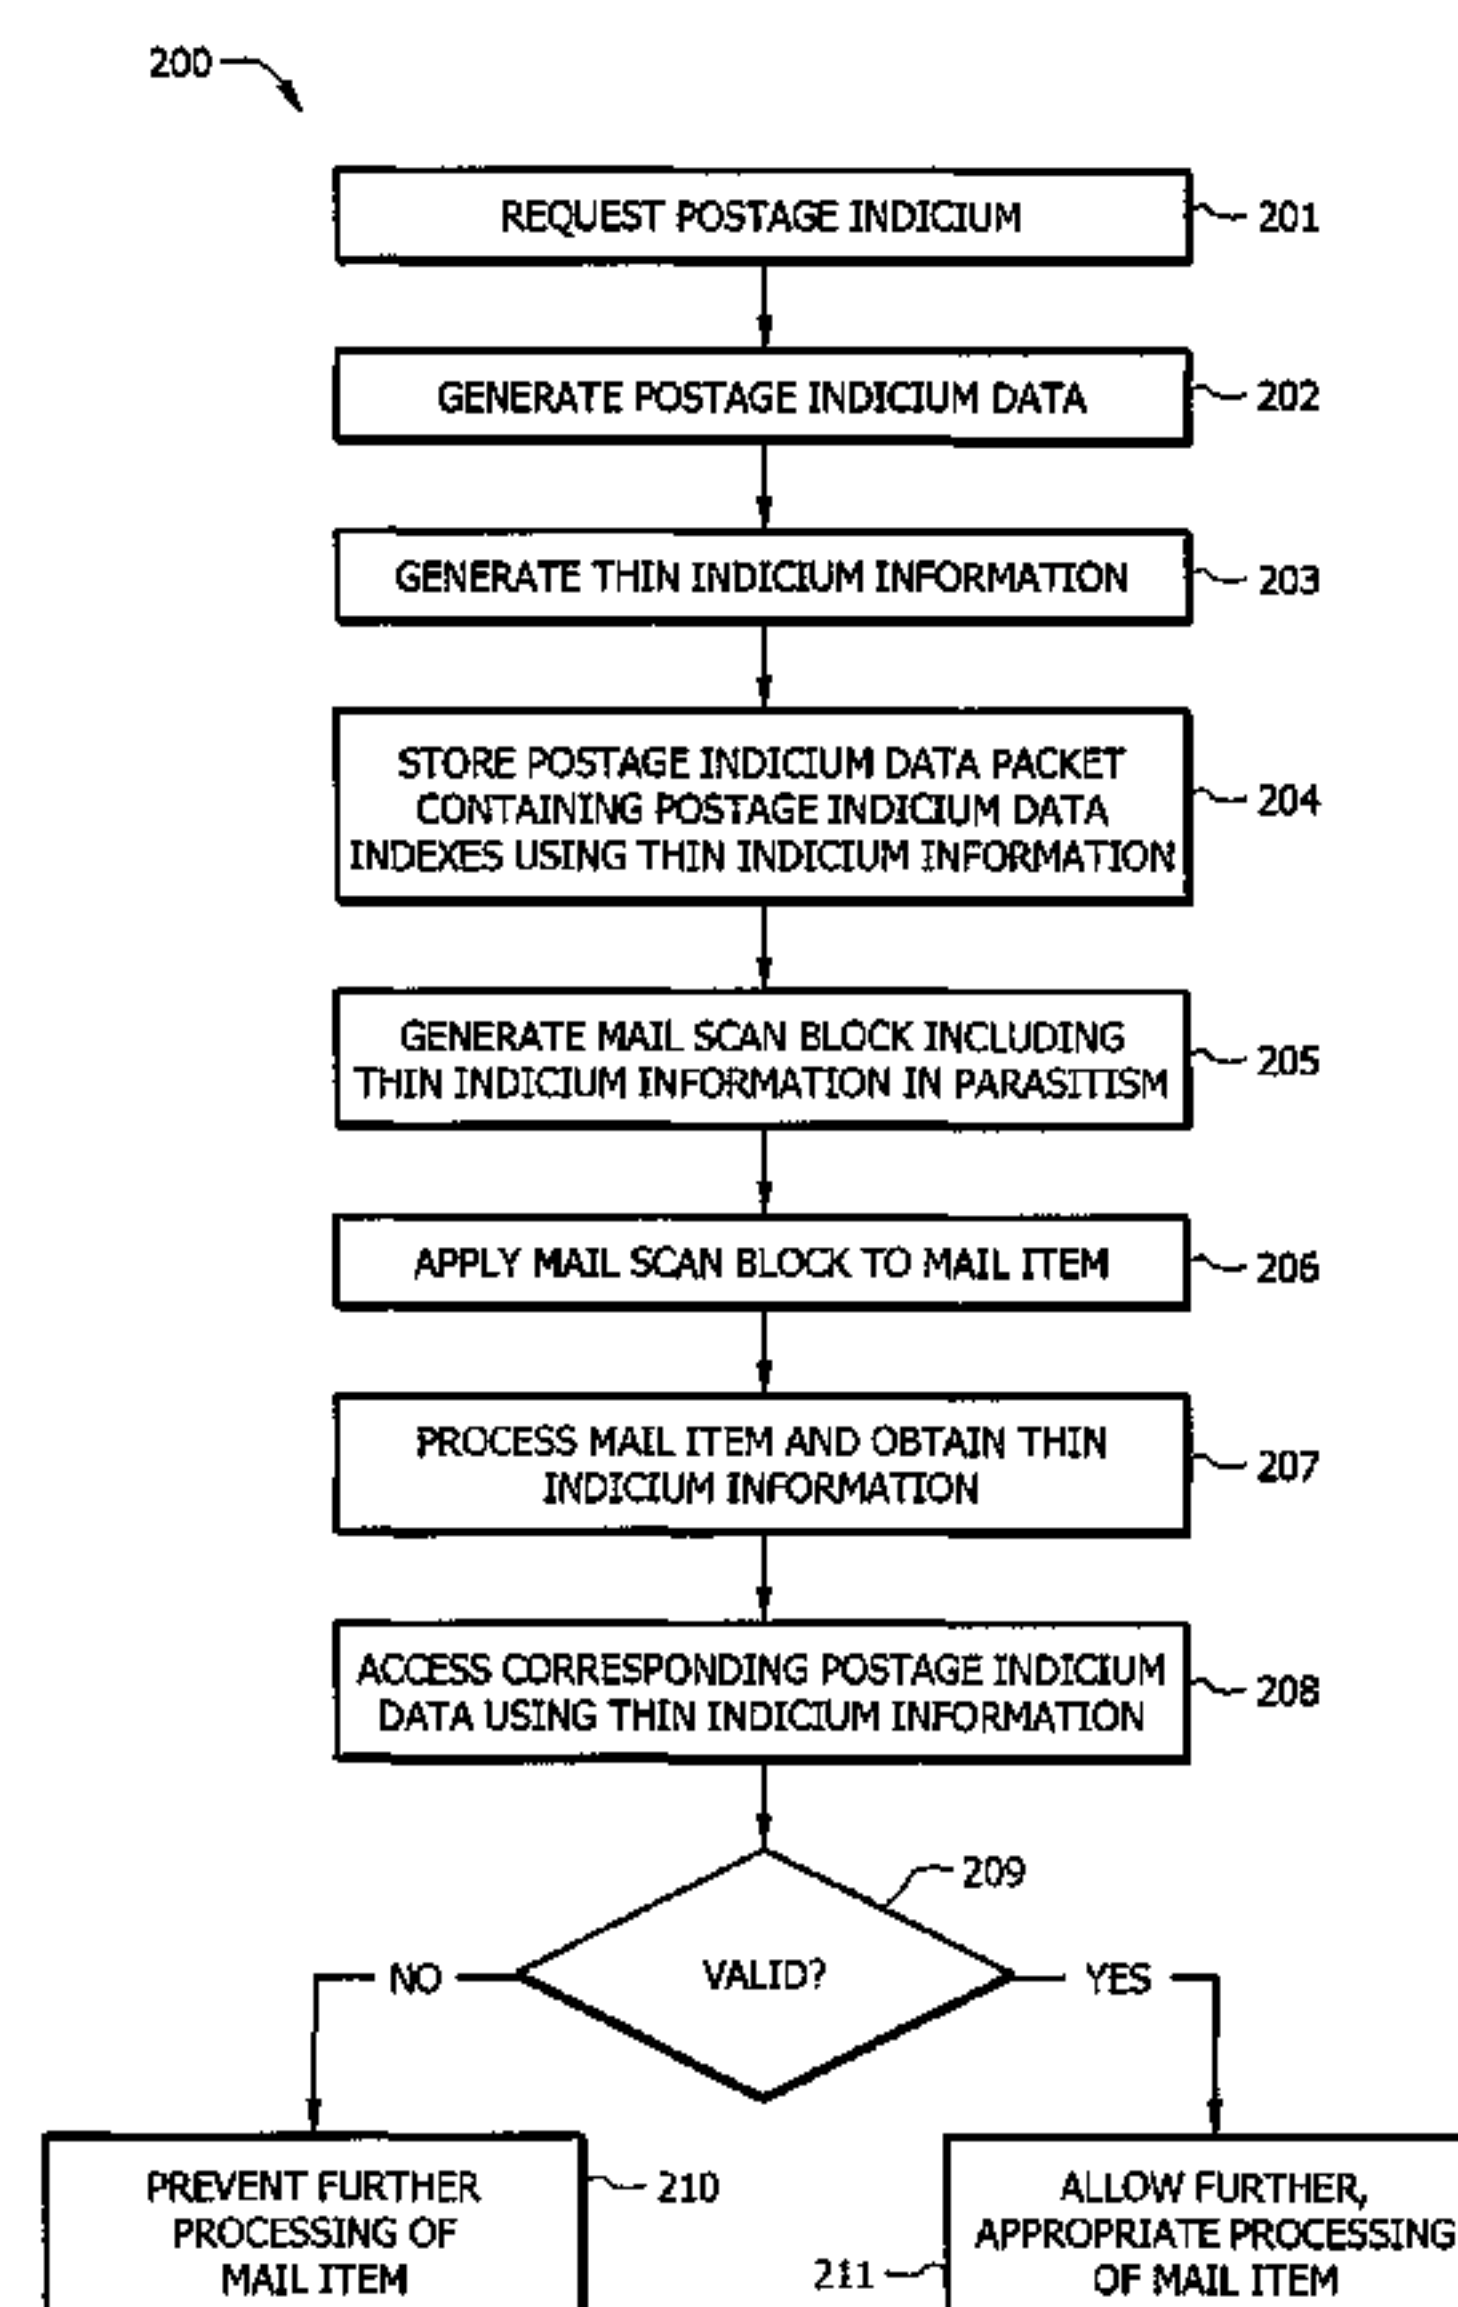 200
REQUEST POSTAGE INDICIUM
201
GENERATE POSTAGE INDICIUM DATA
202
GENERATE THIN INDICIUM INFORMATION
203
STORE POSTAGE INDICIUM DATA PACKET
CONTAINING POSTAGE INDICIUM DATA
INDEXES USING THIN INDICIUM INFORMATION
204
GENERATE MAIL SCAN BLOCK INCLUDING
THIN INDICIUM INFORMATION IN PARASITISM
205
APPLY MAIL SCAN BLOCK TO MAIL ITEM
206
PROCESS MAIL ITEM AND OBTAIN THIN
INDICIUM INFORMATION
207
ACCESS CORRESPONDING POSTAGE INDICIUM
DATA USING THIN INDICIUM INFORMATION
208
209
VALID?
NO
YES
PREVENT FURTHER
PROCESSING OF
MAIL ITEM
210
ALLOW FURTHER,
APPROPRIATE PROCESSING
OF MAIL ITEM
211